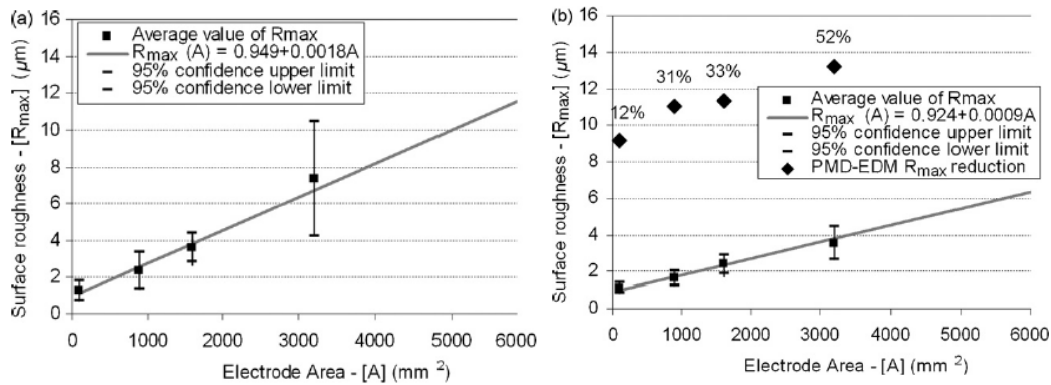 (a)
Surface roughness - [Rmax] (μm)
16
14
12
10
8
6
4
2
0
Average value of Rmax
Rmax (A) = 0.949+0.0018A
95% confidence upper limit
95% confidence lower limit
0 1000 2000 3000 4000 5000 6000
Electrode Area - [A] (mm 2)
(b)
Surface roughness - [Rmax] (μm)
16
14
12
10
8
6
4
2
0
12%
31%
33%
52%
Average value of Rmax
Rmax (A) = 0.924+0.0009A
95% confidence upper limit
95% confidence lower limit
PMD-EDM Rmax reduction
0 1000 2000 3000 4000 5000 6000
Electrode Area - [A] (mm 2)